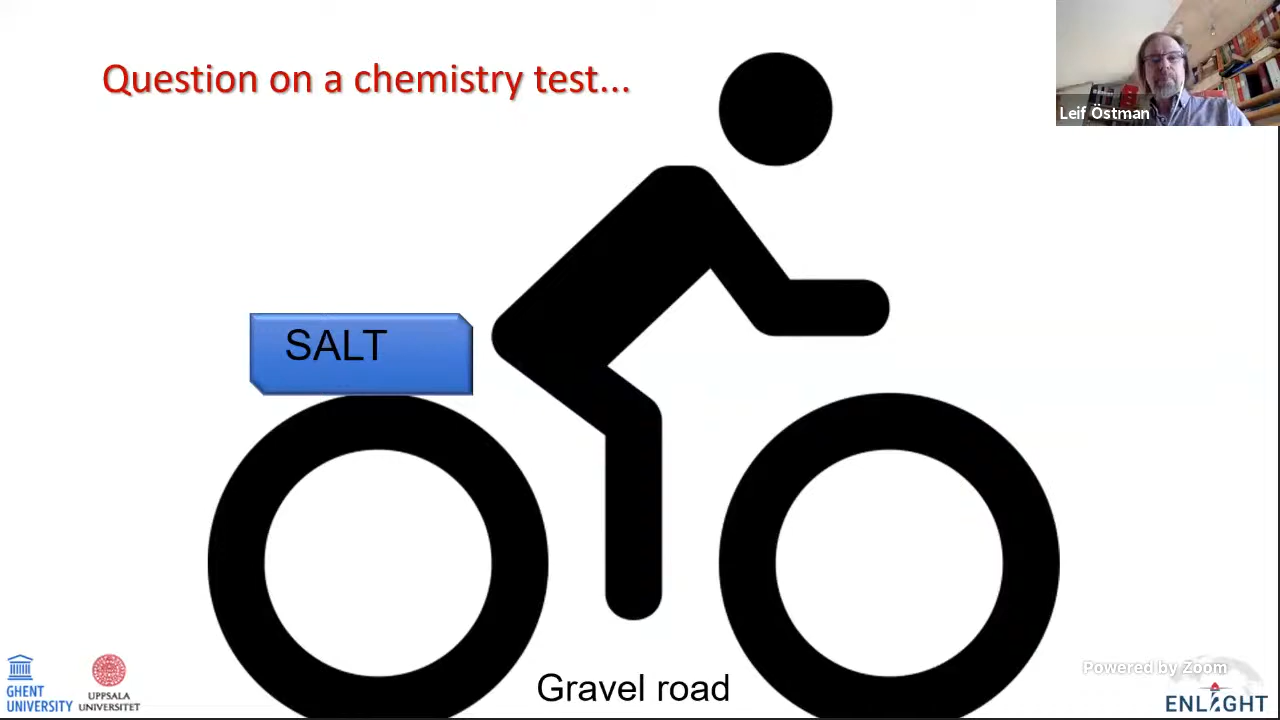 Question on a chemistry test...
Leif Östman
SALT
Gravel road
Powered by Zoom
GHENT
UNIVERSITY
UPPSALA
UNIVERSITET
ENLIGHT